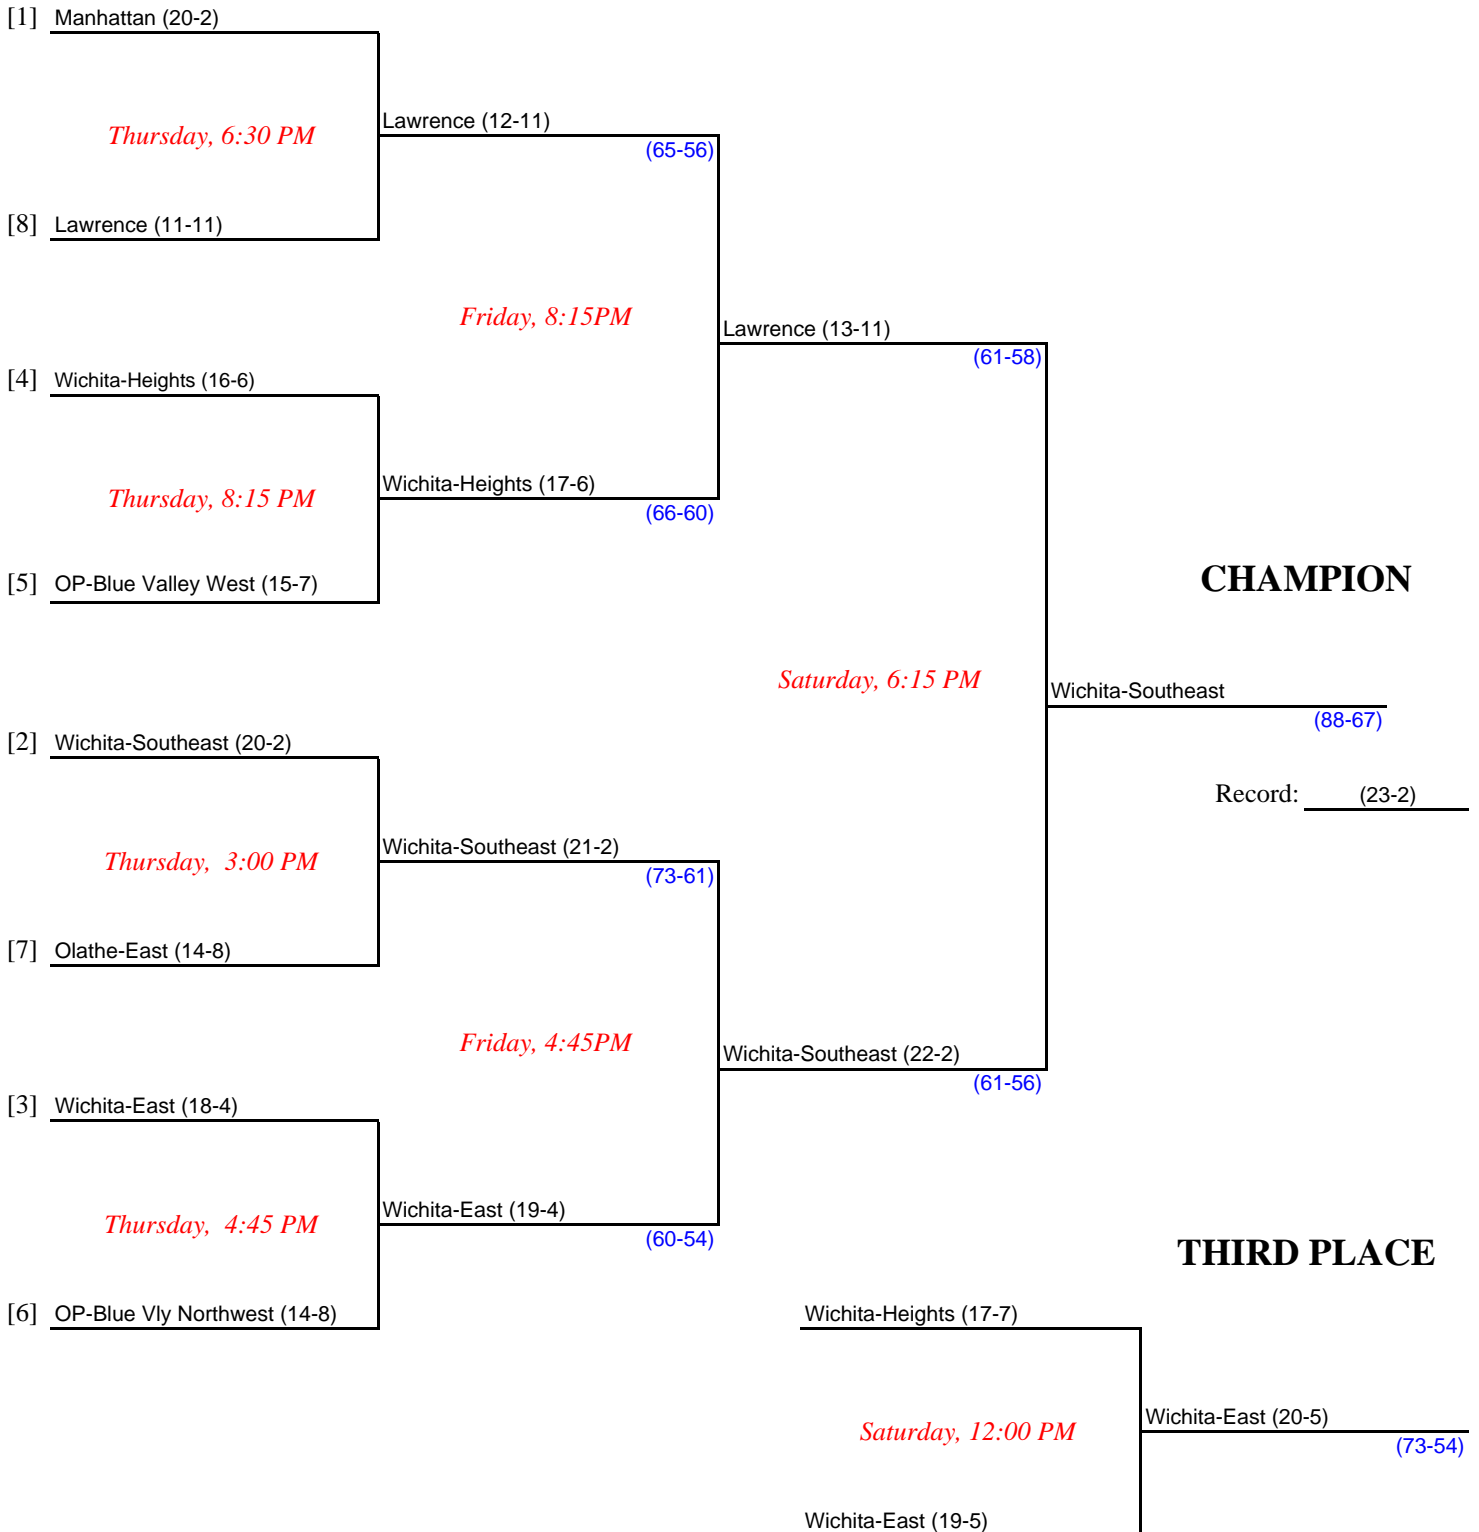 [1] Manhattan (20-2)
Thursday, 6:30 PM
Lawrence (12-11)
(65-56)
[8] Lawrence (11-11)
Friday, 8:15PM
Lawrence (13-11)
(61-58)
[4] Wichita-Heights (16-6)
Thursday, 8:15 PM
Wichita-Heights (17-6)
(66-60)
[5] OP-Blue Valley West (15-7)
CHAMPION
Saturday, 6:15 PM
Wichita-Southeast
(88-67)
Record: (23-2)
[2] Wichita-Southeast (20-2)
Thursday, 3:00 PM
Wichita-Southeast (21-2)
(73-61)
[7] Olathe-East (14-8)
Friday, 4:45PM
Wichita-Southeast (22-2)
(61-56)
[3] Wichita-East (18-4)
Thursday, 4:45 PM
Wichita-East (19-4)
(60-54)
[6] OP-Blue Vly Northwest (14-8)
THIRD PLACE
Wichita-Heights (17-7)
Saturday, 12:00 PM
Wichita-East (20-5)
(73-54)
Wichita-East (19-5)